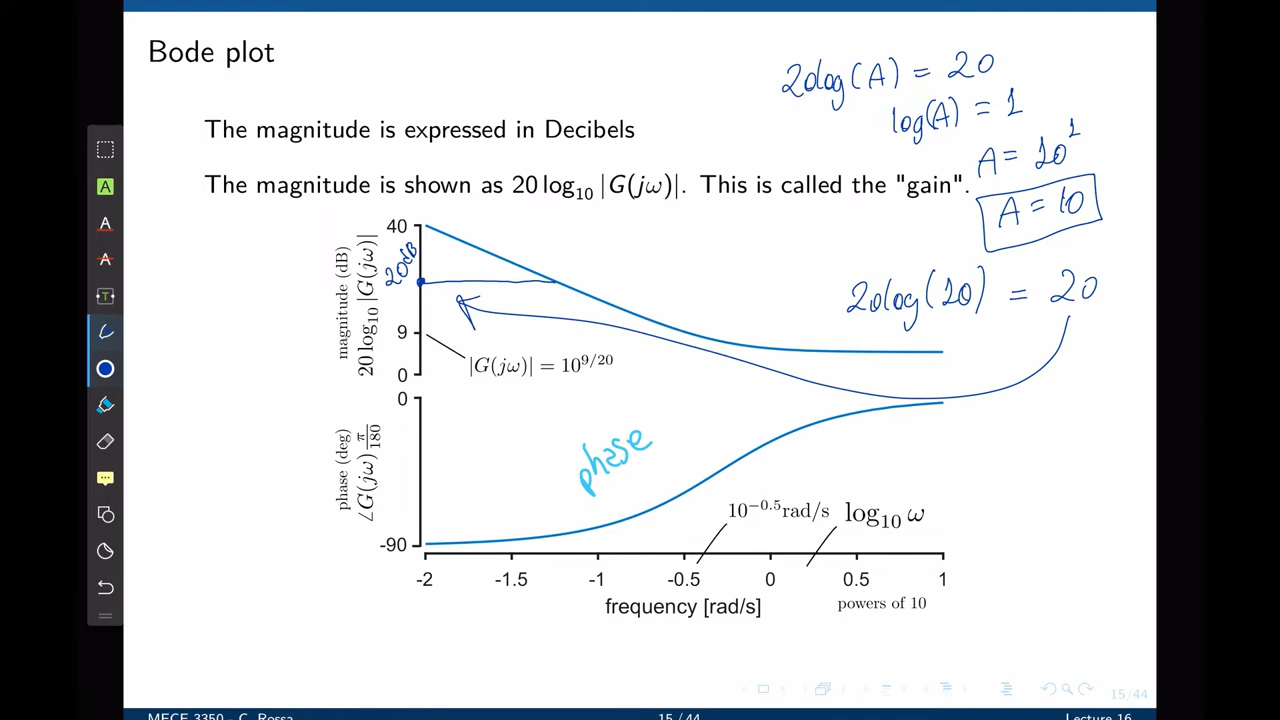 Bode plot
20log(A) = 20
log(A) = 1
The magnitude is expressed in Decibels
A = 10^1
The magnitude is shown as 20 log₁₀ |G(jω)|. This is called the "gain".
A = 10
40
20dB
magnitude (dB)
20 log₁₀ |G(jω)|
20log(10) = 20
9
|G(jω)| = 10^{9/20}
0
0
phase (deg)
∠G(jω) π/180
phase
10^{-0.5}rad/s
log₁₀ ω
-90
-2 -1.5 -1 -0.5 0 0.5 1
frequency [rad/s]
powers of 10
15/44
MECE 3350 - C. Rossa 15 / 44 Lecture 16